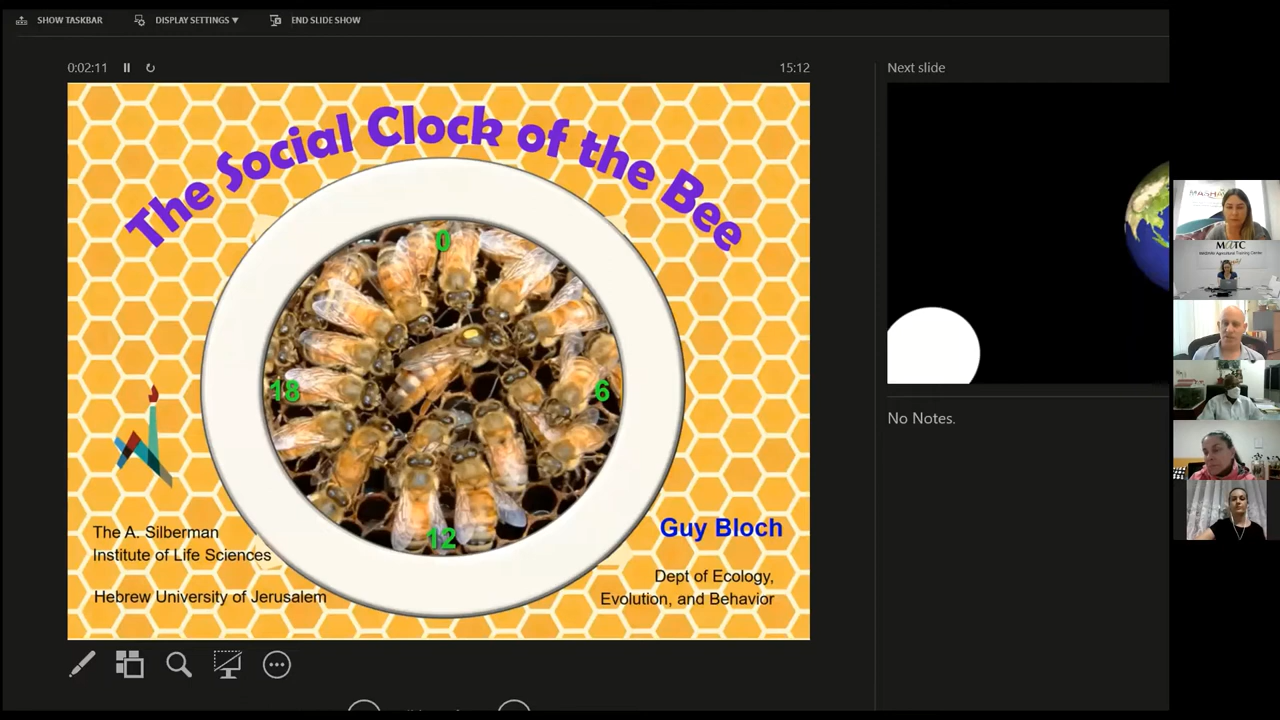 SHOW TASKBAR
DISPLAY SETTINGS ▼
END SLIDE SHOW
0:02:11
15:12
Next slide
The Social Clock of the Bee
0
18
6
12
The A. Silberman
Institute of Life Sciences
Hebrew University of Jerusalem
Guy Bloch
Dept of Ecology,
Evolution, and Behavior
No Notes.
MATC